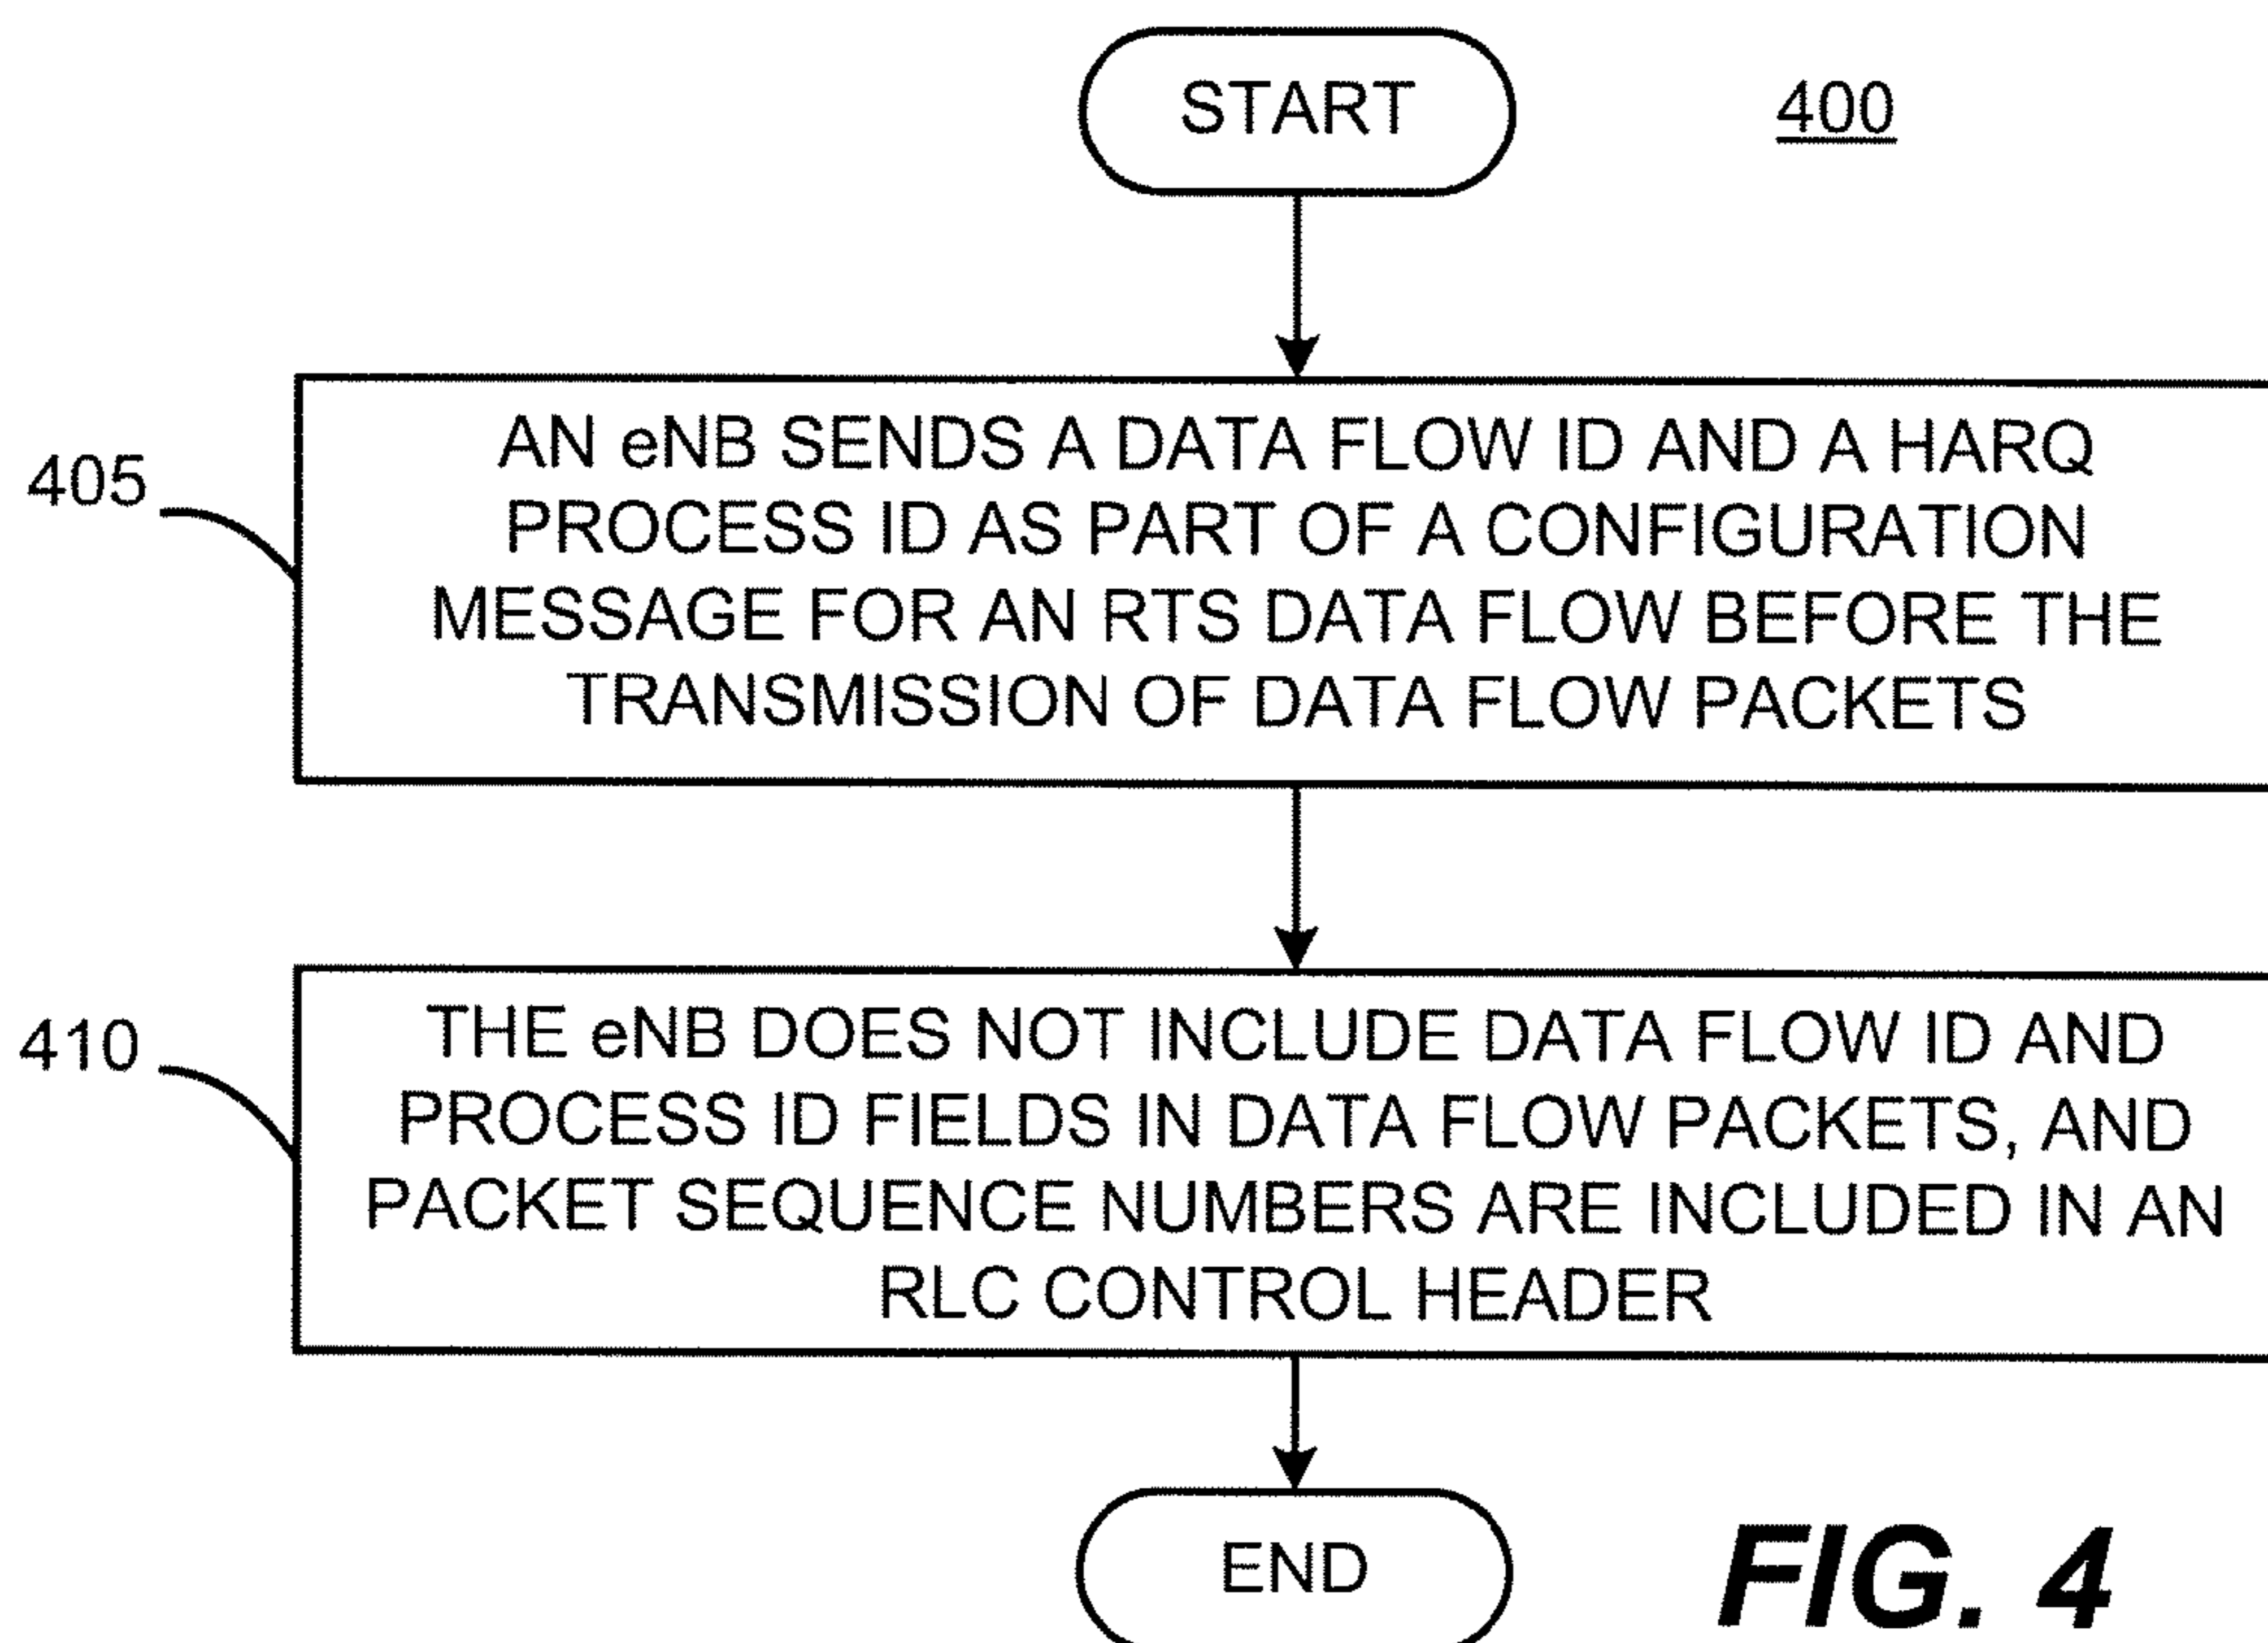 START
400
405
AN eNB SENDS A DATA FLOW ID AND A HARQ
PROCESS ID AS PART OF A CONFIGURATION
MESSAGE FOR AN RTS DATA FLOW BEFORE THE
TRANSMISSION OF DATA FLOW PACKETS
410
THE eNB DOES NOT INCLUDE DATA FLOW ID AND
PROCESS ID FIELDS IN DATA FLOW PACKETS, AND
PACKET SEQUENCE NUMBERS ARE INCLUDED IN AN
RLC CONTROL HEADER
END
FIG. 4